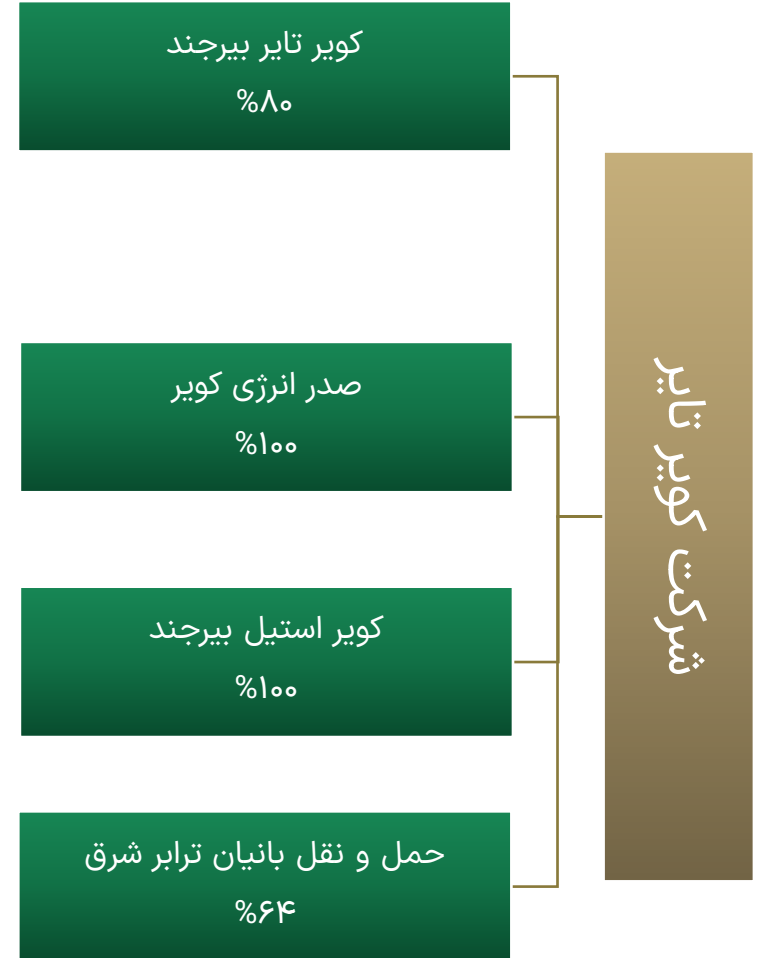 شرکت کویر تایر
کویر تایر بیرجند
%۸۰
صدر انرژی کویر
%۱۰۰
کویر استیل بیرجند
%۱۰۰
حمل و نقل بانیان ترابر شرق
%۶۴